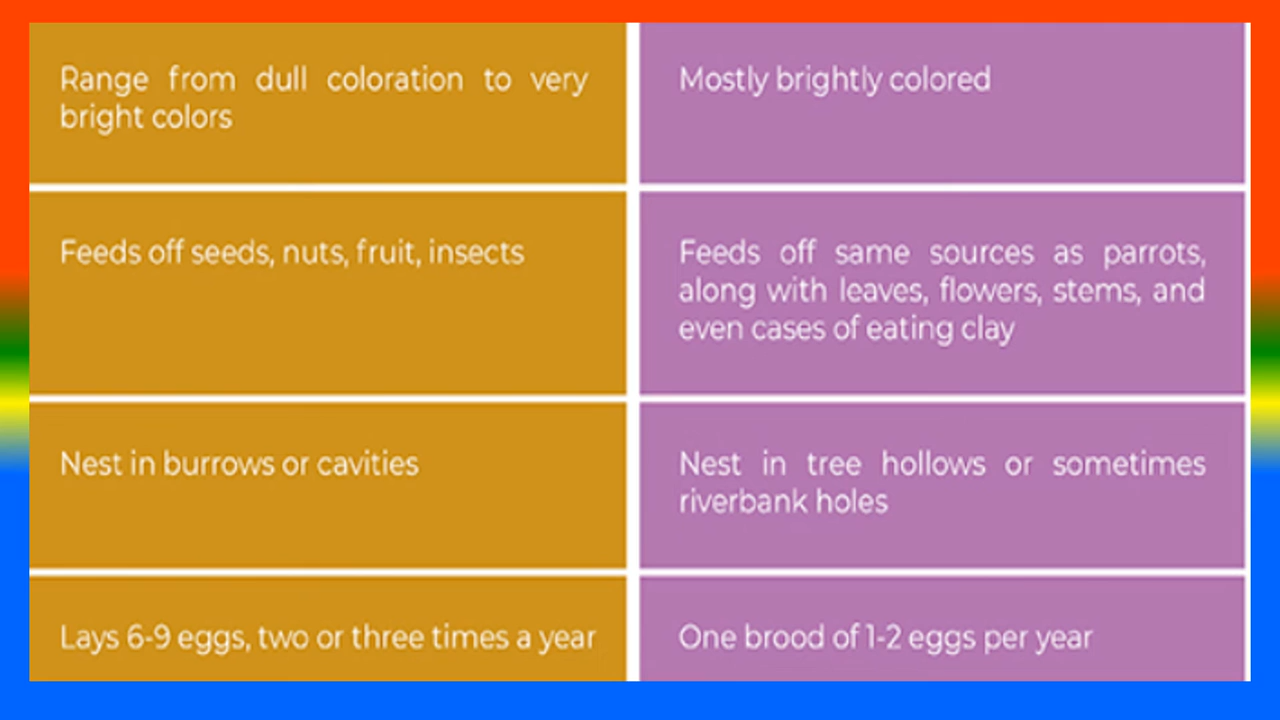 Range from dull coloration to very
bright colors
Mostly brightly colored
Feeds off seeds, nuts, fruit, insects
Feeds off same sources as parrots,
along with leaves, flowers, stems, and
even cases of eating clay
Nest in burrows or cavities
Nest in tree hollows or sometimes
riverbank holes
Lays 6-9 eggs, two or three times a year
One brood of 1-2 eggs per year